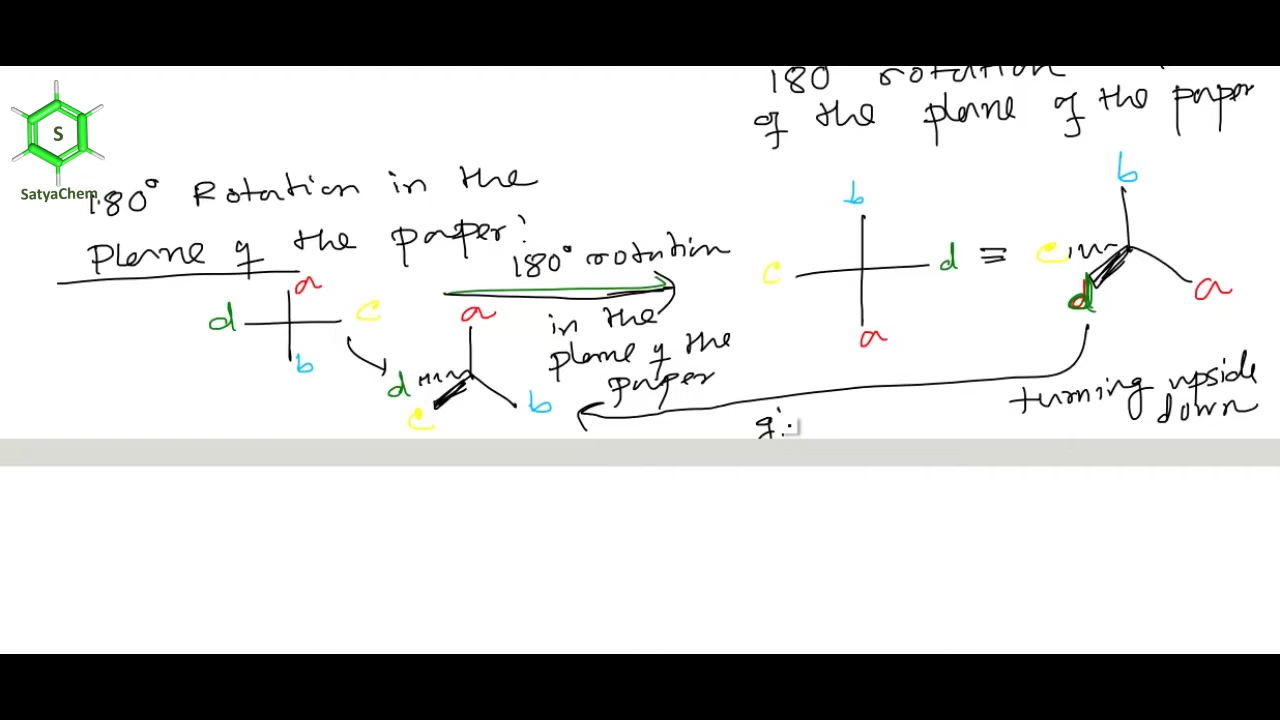 180 rotation
of the plane of the paper
S
SatyaChem
180° Rotation in the
plane of the paper:
180° rotation
in the
plane of the
paper
a
d c
b
a
d
c b
b
c d
a
≡
b
c
d a
turning upside
down